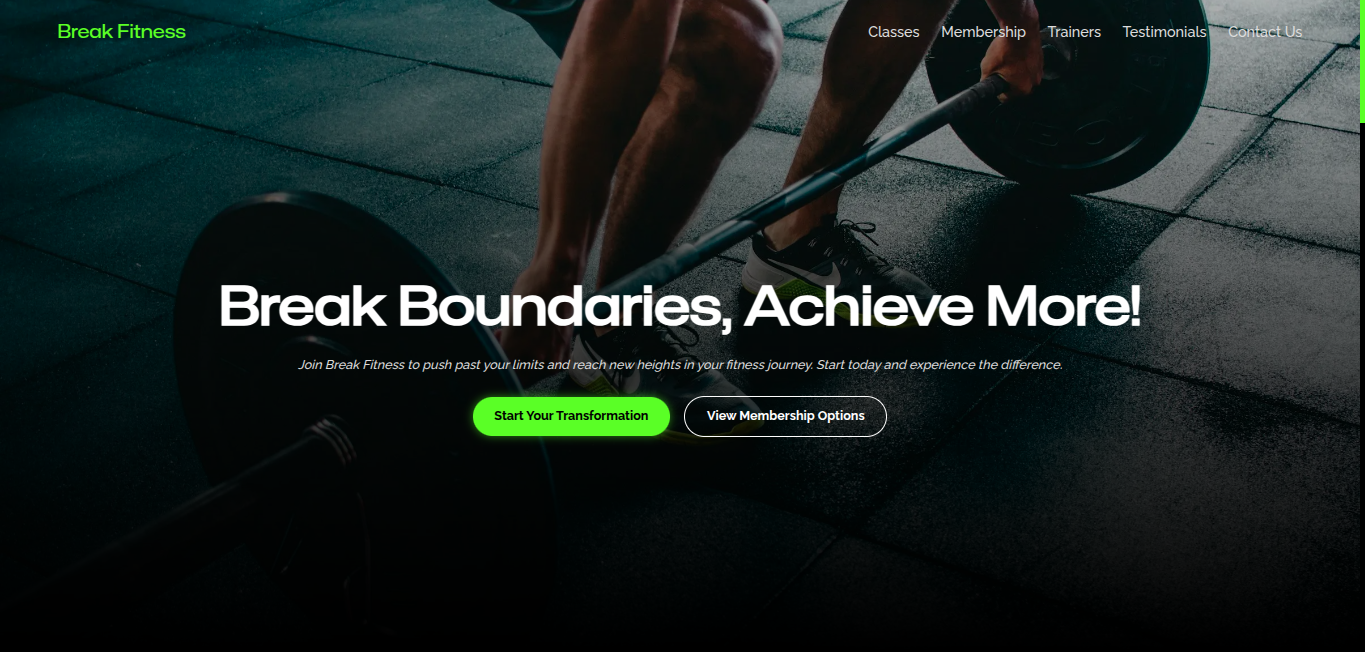 Break Fitness
Classes Membership Trainers Testimonials Contact Us
Break Boundaries, Achieve More!
Join Break Fitness to push past your limits and reach new heights in your fitness journey. Start today and experience the difference.
Start Your Transformation
View Membership Options